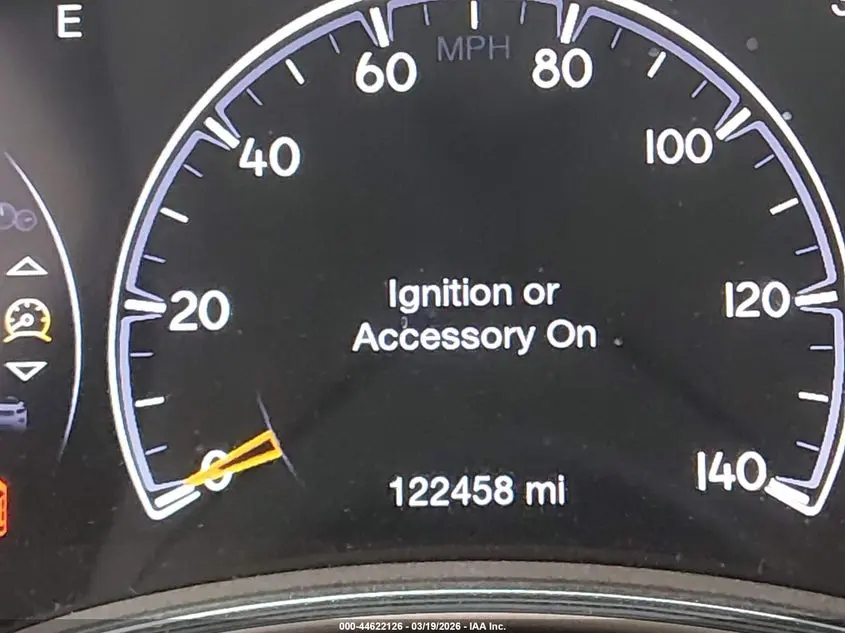 E
MPH
60 80
40 100
20 120
Ignition or
Accessory On
0 140
122458 mi
000-44622126 - 03/19/2026 - IAA Inc.